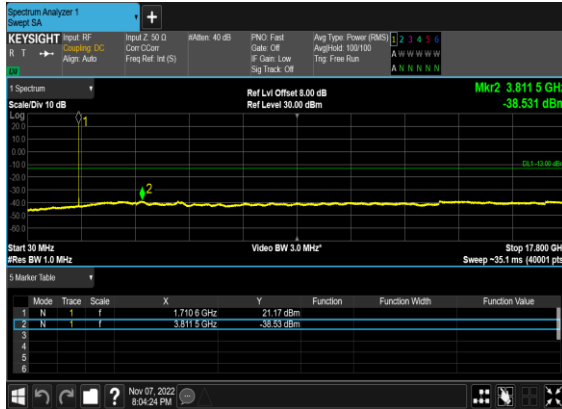 Spectrum Analyzer 1
Swept SA
+
KEYSIGHT Input: RF Input Z: 50 Ω #Atten: 40 dB PNO: Fast Avg Type: Power (RMS) 1 2 3 4 5 6
R T Coupling: DC Corr CCorr Gate: Off Avg|Hold: 100/100 A W W W W W
Align: Auto Freq Ref: Int (S) IF Gain: Low Trig: Free Run
LU Sig Track: Off A N N N N N
1 Spectrum Ref Lvl Offset 8.00 dB Mkr2 3.811 5 GHz
Scale/Div 10 dB Ref Level 30.00 dBm -38.531 dBm
Log
1
20.0
10.0
0.00
-10.0 DL1 -13.00 dBm
-20.0
-30.0
2
-40.0
-50.0
-60.0
Start 30 MHz Video BW 3.0 MHz* Stop 17.800 GHz
#Res BW 1.0 MHz Sweep ~35.1 ms (40001 pts)
5 Marker Table
Mode Trace Scale X Y Function Function Width Function Value
1 N 1 f 1.710 6 GHz 21.17 dBm
2 N 1 f 3.811 5 GHz -38.53 dBm
3
4
5
6
? Nov 07, 2022
8:04:24 PM